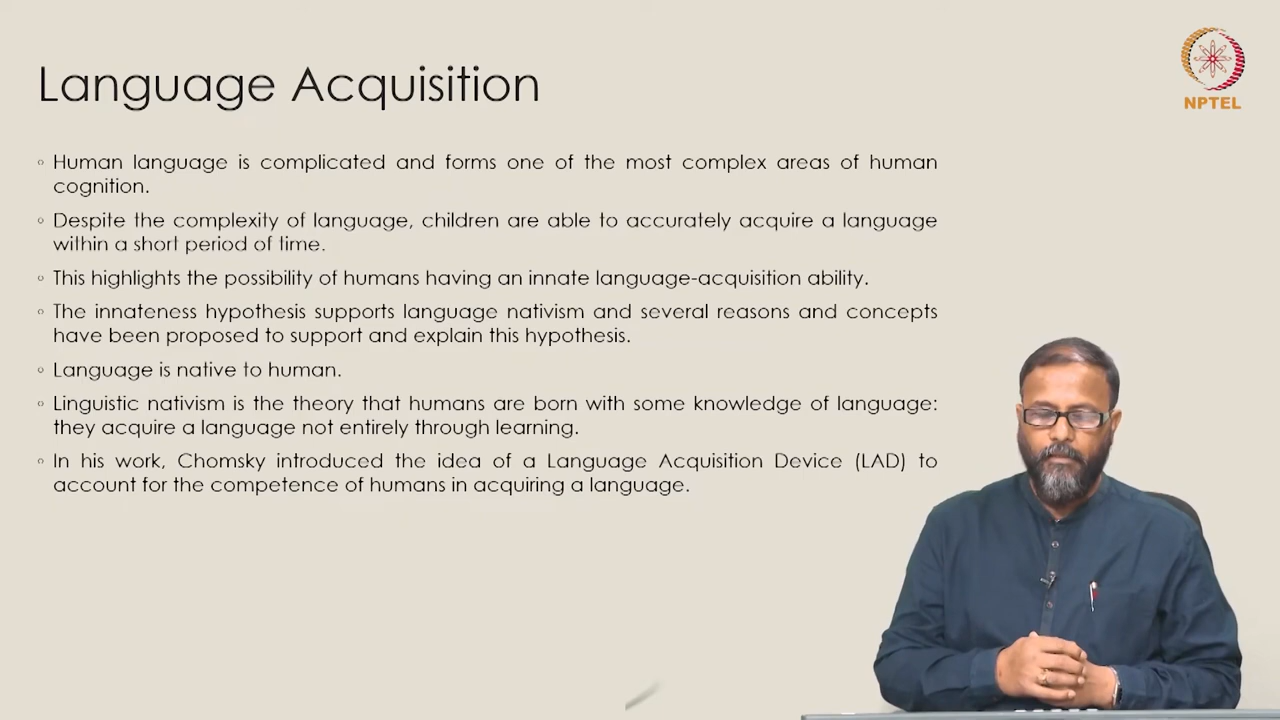 Language Acquisition
NPTEL
◦ Human language is complicated and forms one of the most complex areas of human
cognition.
◦ Despite the complexity of language, children are able to accurately acquire a language
within a short period of time.
◦ This highlights the possibility of humans having an innate language-acquisition ability.
◦ The innateness hypothesis supports language nativism and several reasons and concepts
have been proposed to support and explain this hypothesis.
◦ Language is native to human.
◦ Linguistic nativism is the theory that humans are born with some knowledge of language:
they acquire a language not entirely through learning.
◦ In his work, Chomsky introduced the idea of a Language Acquisition Device (LAD) to
account for the competence of humans in acquiring a language.